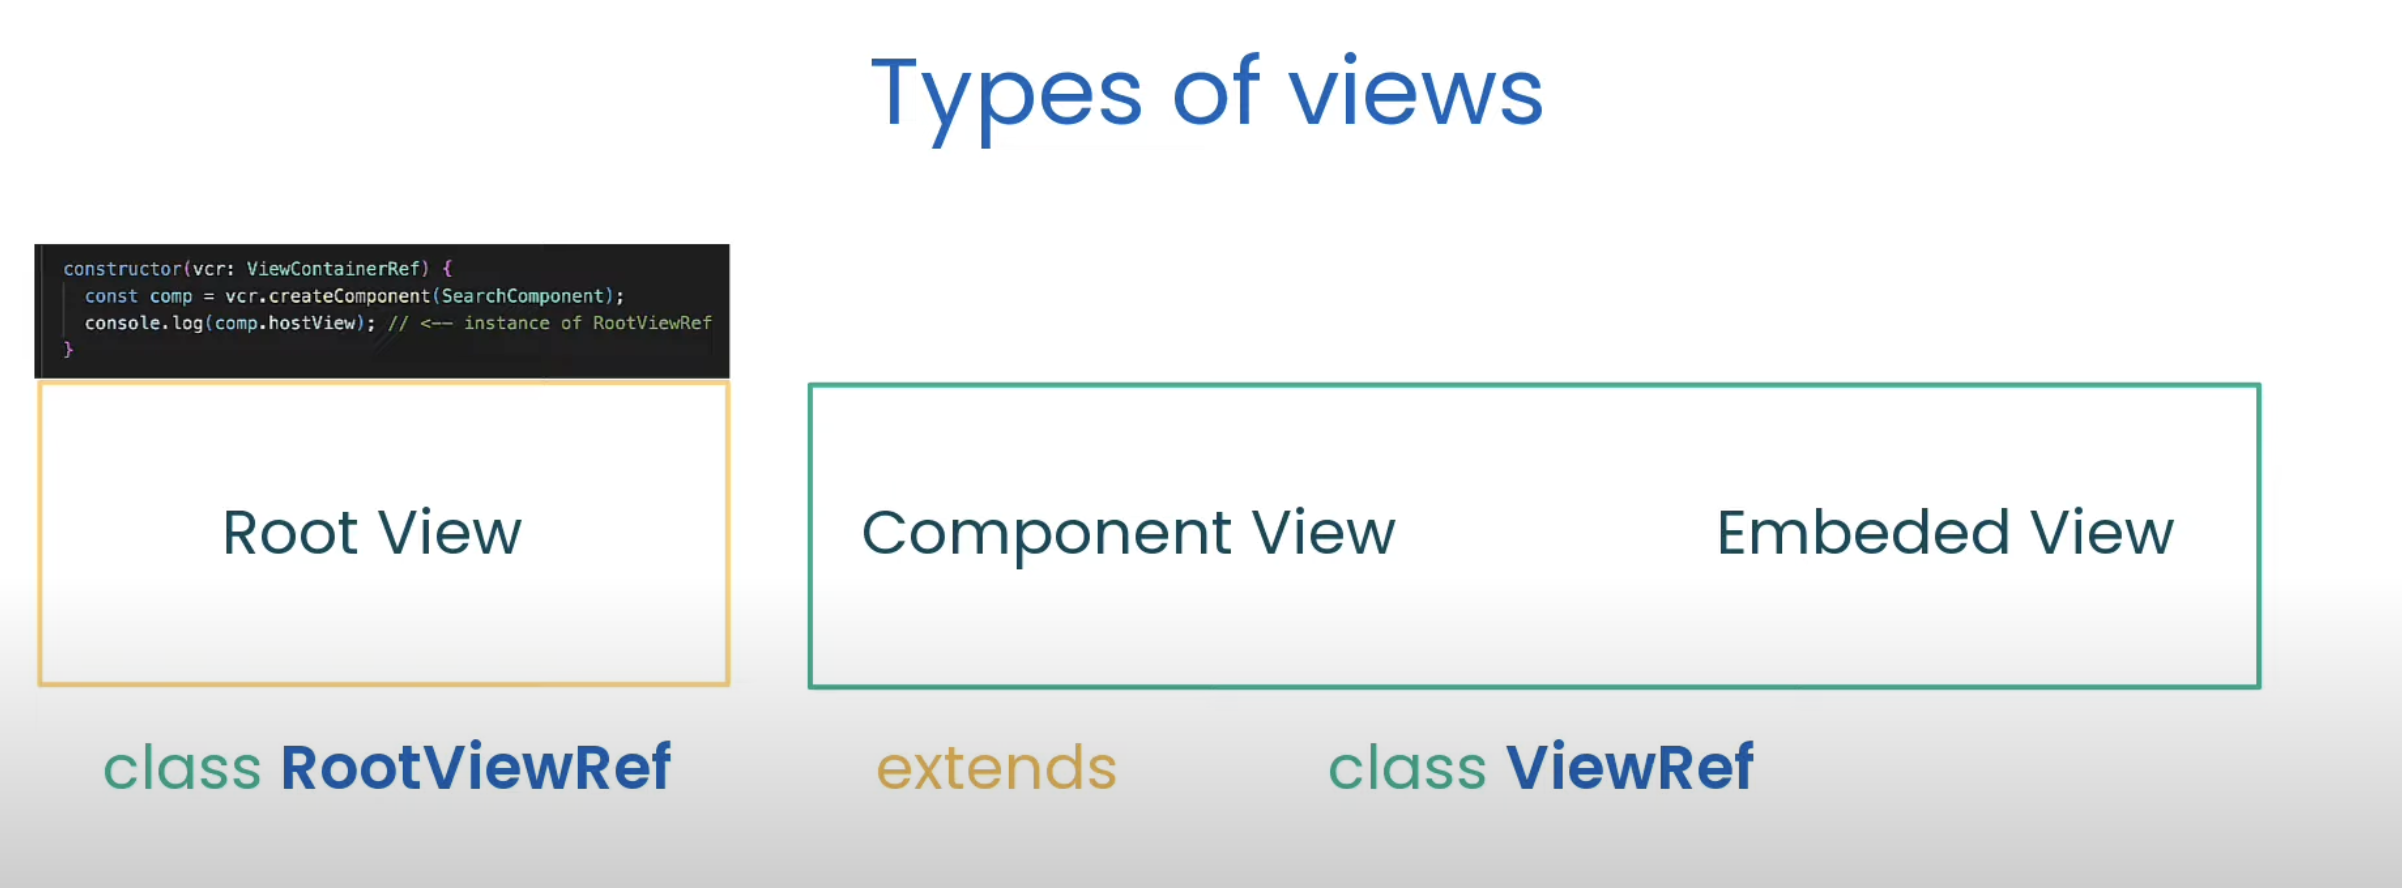 Types of views
constructor(vcr: ViewContainerRef) {
const comp = vcr.createComponent(SearchComponent);
console.log(comp.hostView); // <-- instance of RootViewRef
}
Root View
Component View
Embeded View
class RootViewRef
extends
class ViewRef